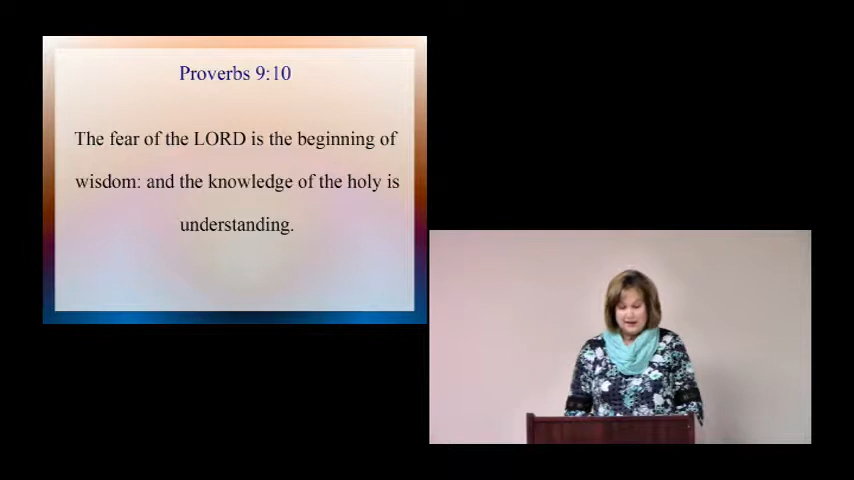 Proverbs 9:10
The fear of the LORD is the beginning of
wisdom: and the knowledge of the holy is
understanding.